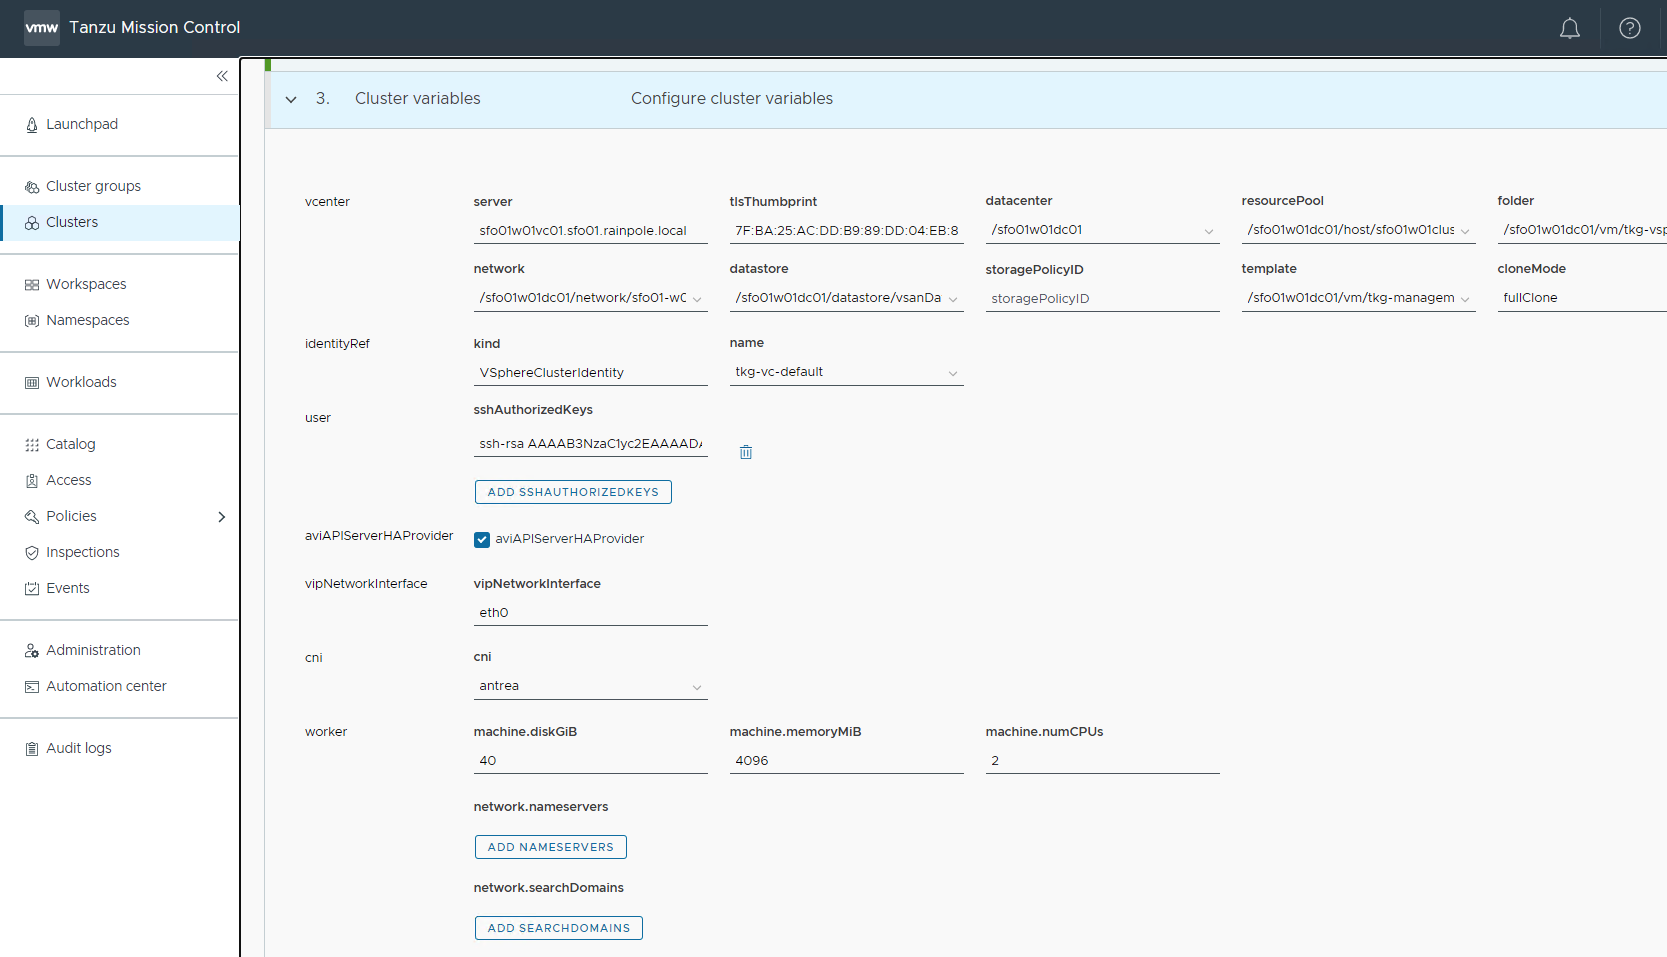 vmw Tanzu Mission Control
Launchpad
Cluster groups
Clusters
Workspaces
Namespaces
Workloads
Catalog
Access
Policies
Inspections
Events
Administration
Automation center
Audit logs
3. Cluster variables Configure cluster variables
vcenter
server tlsThumbprint datacenter resourcePool folder
sfo01w01vc01.sfo01.rainpole.local 7F:BA:25:AC:DD:B9:89:DD:04:EB:8 /sfo01w01dc01 /sfo01w01dc01/host/sfo01w01clus /sfo01w01dc01/vm/tkg-vsp
network datastore storagePolicyID template cloneMode
/sfo01w01dc01/network/sfo01-w0 /sfo01w01dc01/datastore/vsanDa storagePolicyID /sfo01w01dc01/vm/tkg-managem fullClone
identityRef kind name
VSphereClusterIdentity tkg-vc-default
user sshAuthorizedKeys
ssh-rsa AAAAB3NzaC1yc2EAAAADA
ADD SSHAUTHORIZEDKEYS
aviAPIServerHAProvider aviAPIServerHAProvider
vipNetworkInterface vipNetworkInterface
eth0
cni cni
antrea
worker machine.diskGiB machine.memoryMiB machine.numCPUs
40 4096 2
network.nameservers
ADD NAMESERVERS
network.searchDomains
ADD SEARCHDOMAINS